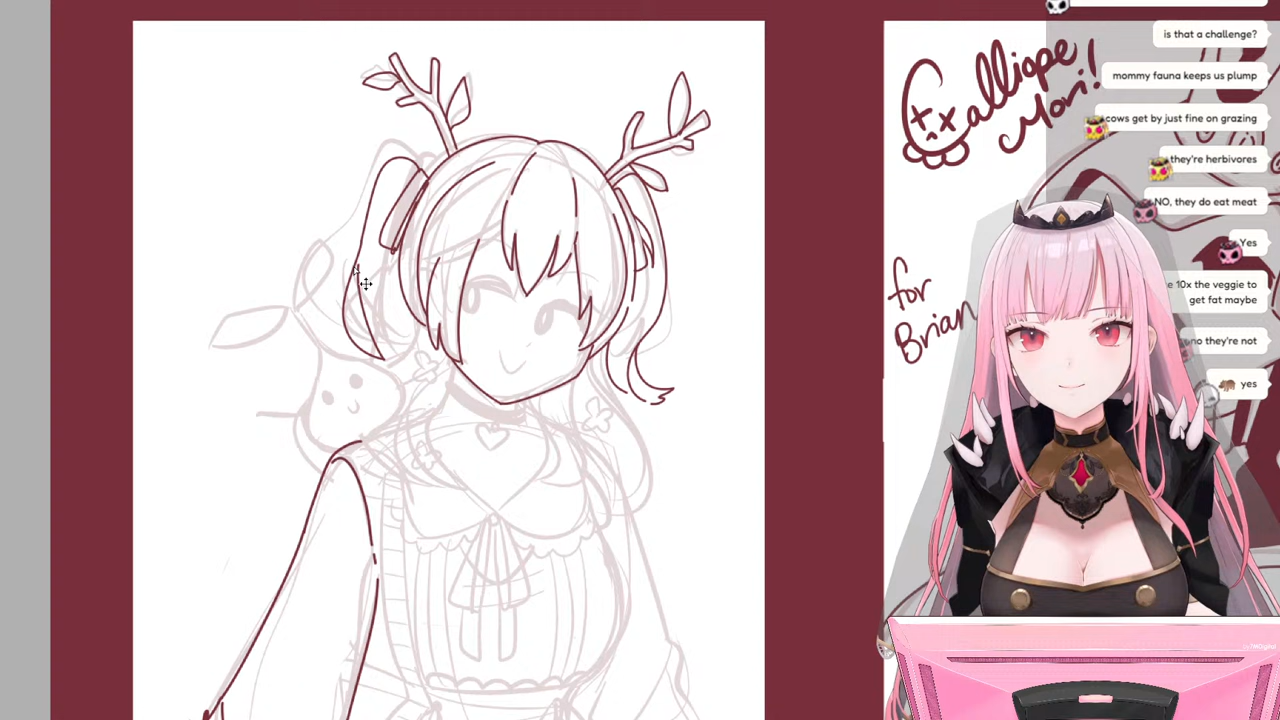 Calliope
Mori!
for
Brian
is that a challenge?
mommy fauna keeps us plump
cows get by just fine on grazing
they're herbivores
NO, they do eat meat
Yes
10x the veggie to
get fat maybe
no they're not
yes